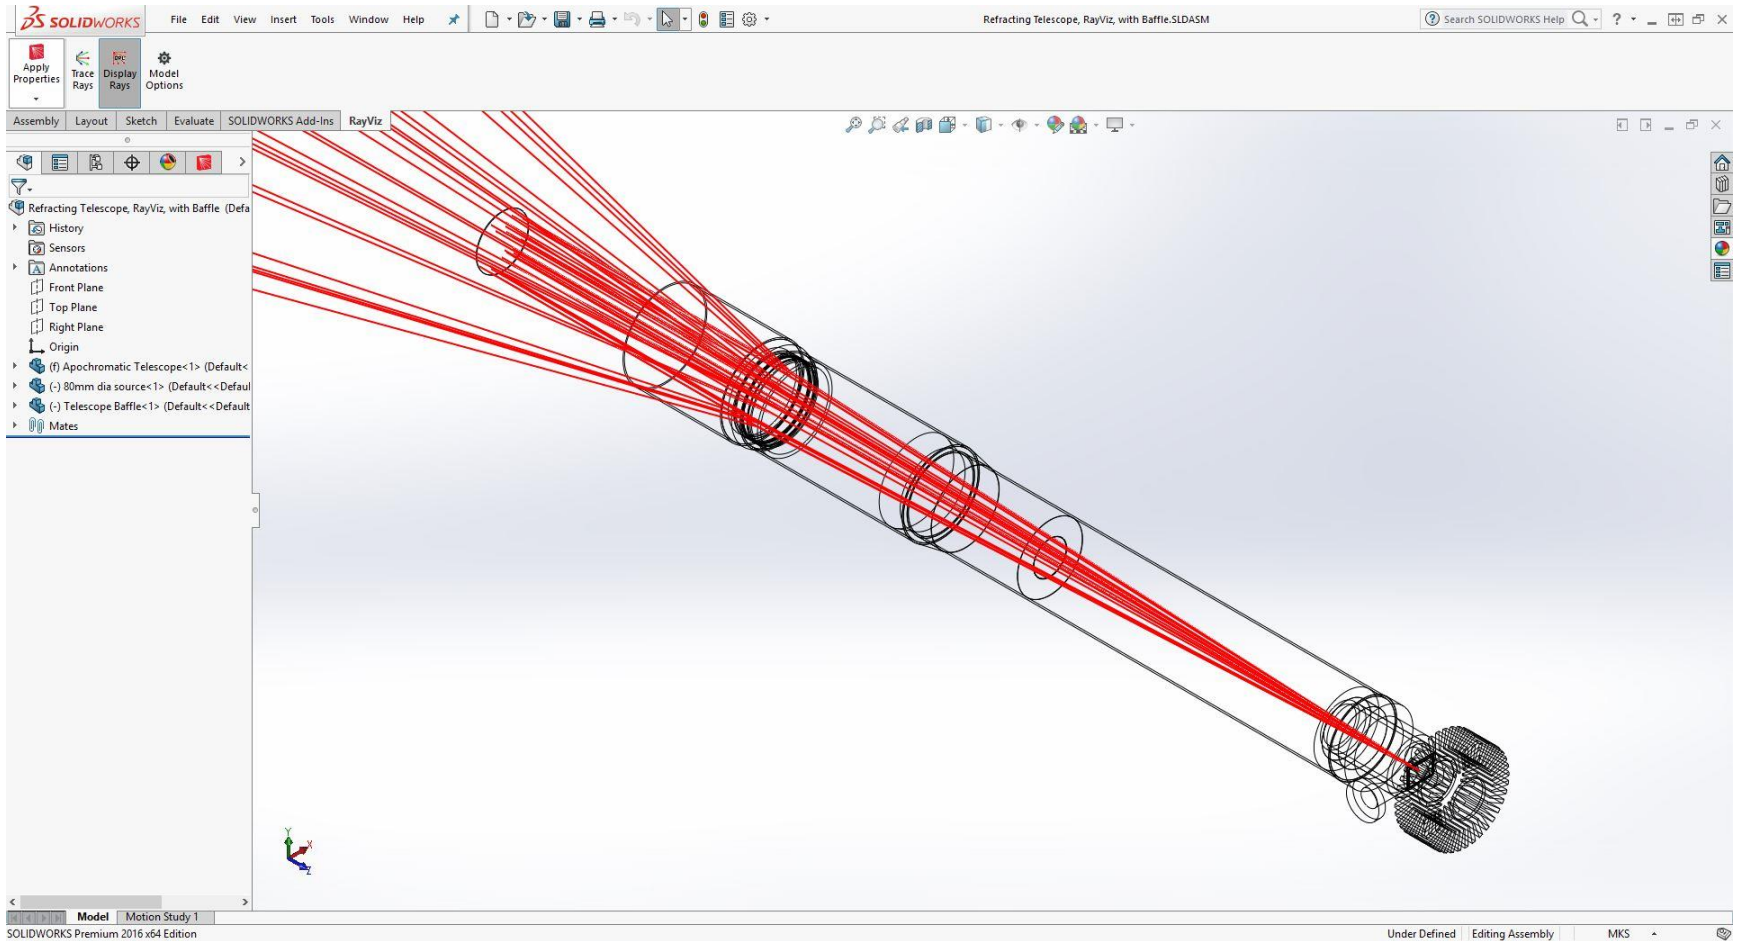 SOLIDWORKS File Edit View Insert Tools Window Help Refracting Telescope, RayViz, with Baffle.SLDASM Search SOLIDWORKS Help ?
Apply Properties
Trace Rays
Display Rays
Model Options
Assembly Layout Sketch Evaluate SOLIDWORKS Add-Ins RayViz
Refracting Telescope, RayViz, with Baffle (Defa
History
Sensors
Annotations
Front Plane
Top Plane
Right Plane
Origin
(f) Apochromatic Telescope<1> (Default<
(-) 80mm dia source<1> (Default<<Defaul
(-) Telescope Baffle<1> (Default<<Default
Mates
Y
X
Z
Model Motion Study 1
SOLIDWORKS Premium 2016 x64 Edition Under Defined Editing Assembly MKS